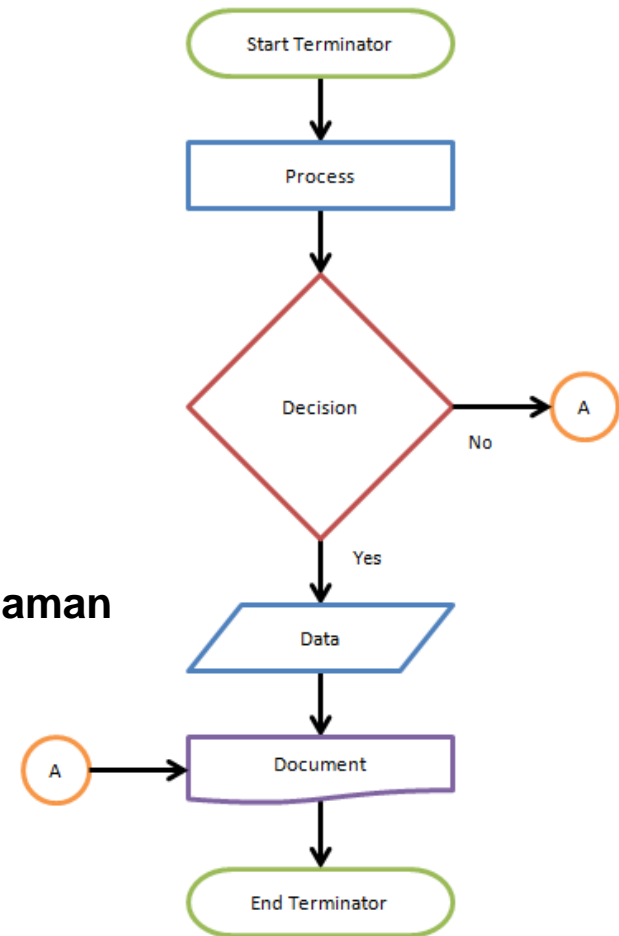 Start Terminator
Process
Decision
A
No
Yes
aman
Data
A
Document
End Terminator